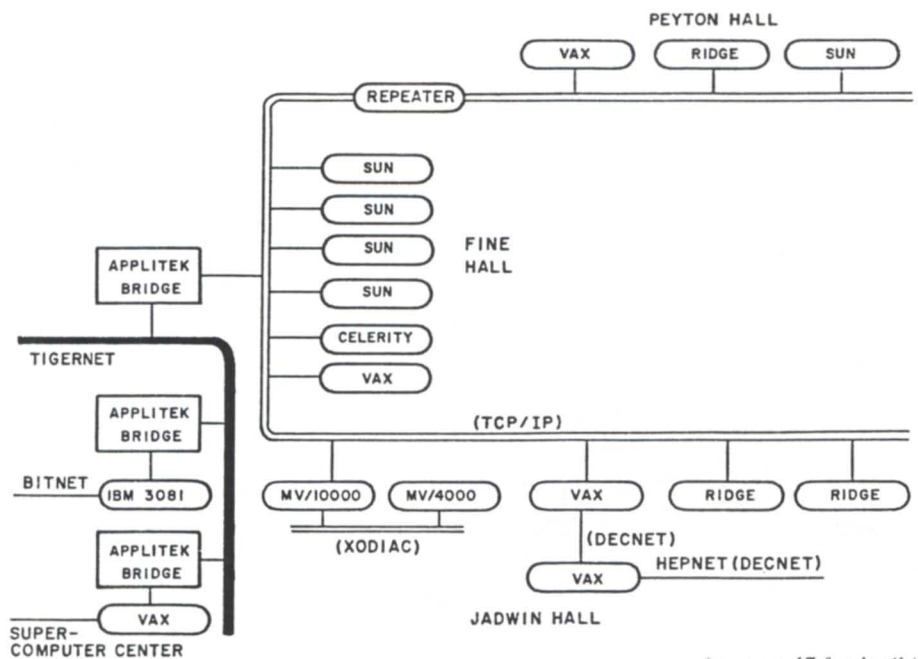 PEYTON HALL
VAX
RIDGE
SUN
REPEATER
SUN
SUN
SUN
SUN
CELERITY
VAX
FINE
HALL
APPLITEK
BRIDGE
TIGERNET
APPLITEK
BRIDGE
BITNET
IBM 3081
APPLITEK
BRIDGE
VAX
SUPER-
COMPUTER CENTER
(TCP/IP)
MV/10000
MV/4000
VAX
RIDGE
RIDGE
(XODIAC)
(DECNET)
VAX
HEPNET (DECNET)
JADWIN HALL